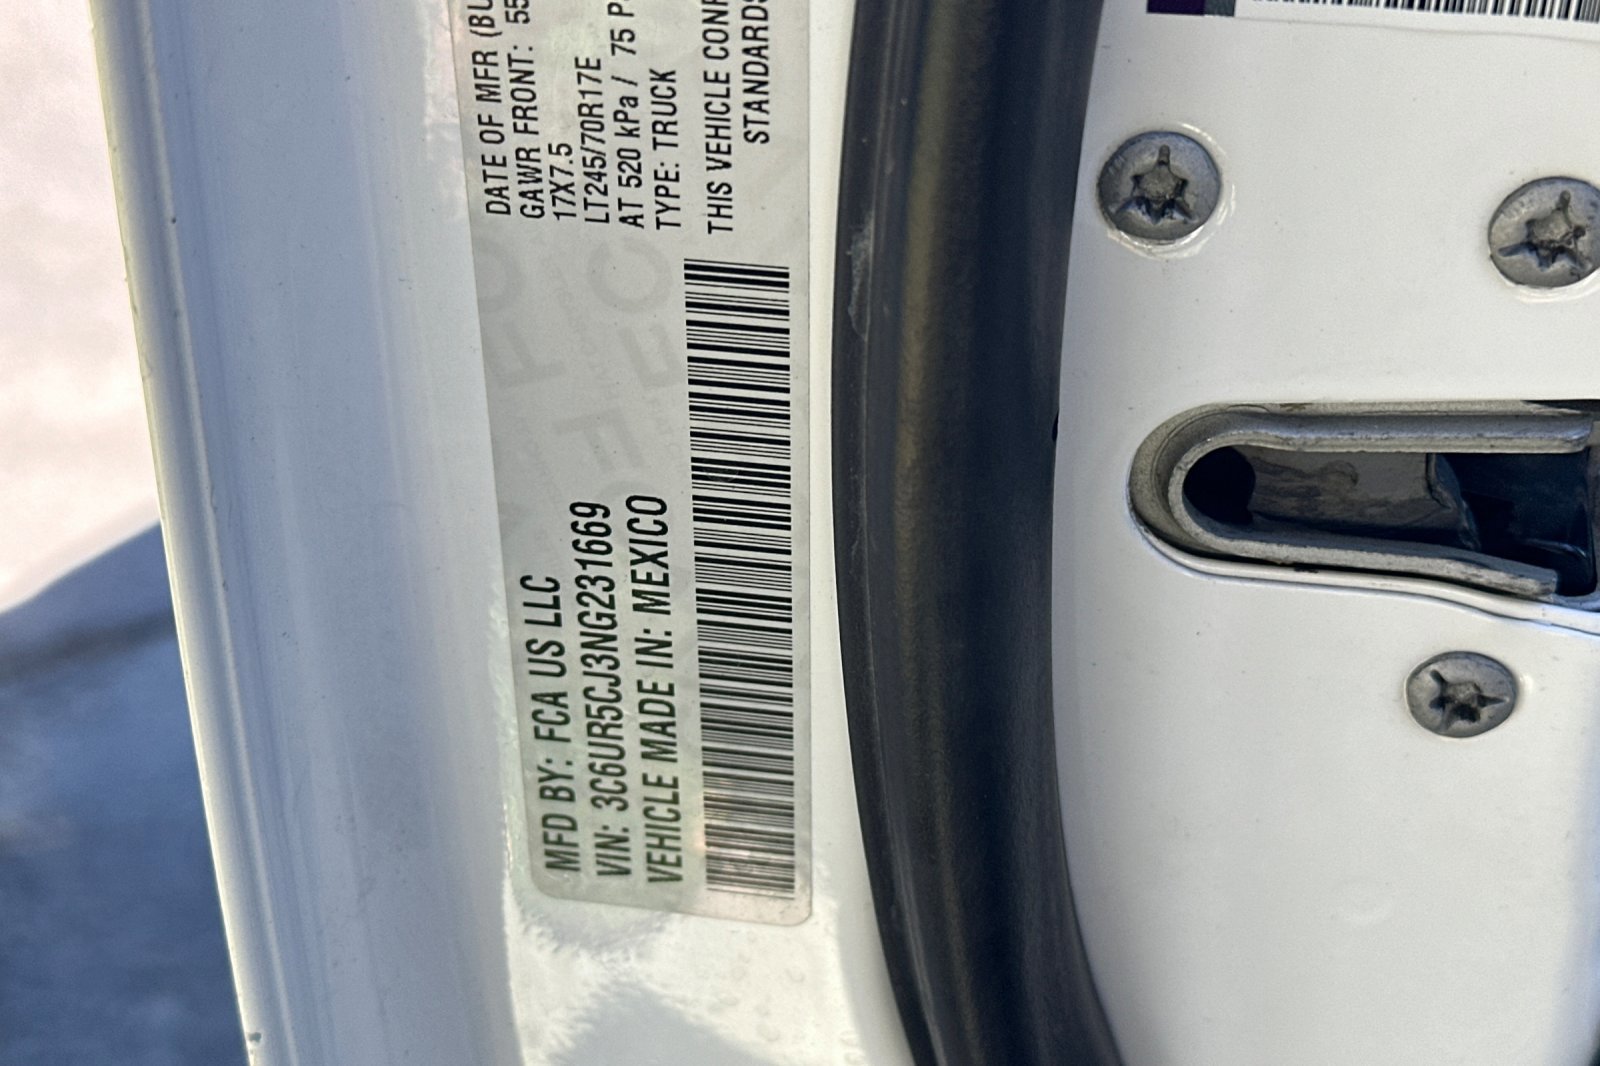 MFD BY: FCA US LLC
VIN: 3C6UR5CJ3NG231669
VEHICLE MADE IN: MEXICO
DATE OF MFR
GAWR FRONT: 55
17X7.5
LT245/70R17E
AT 520 kPa / 75
TYPE: TRUCK
THIS VEHICLE
STANDARDS